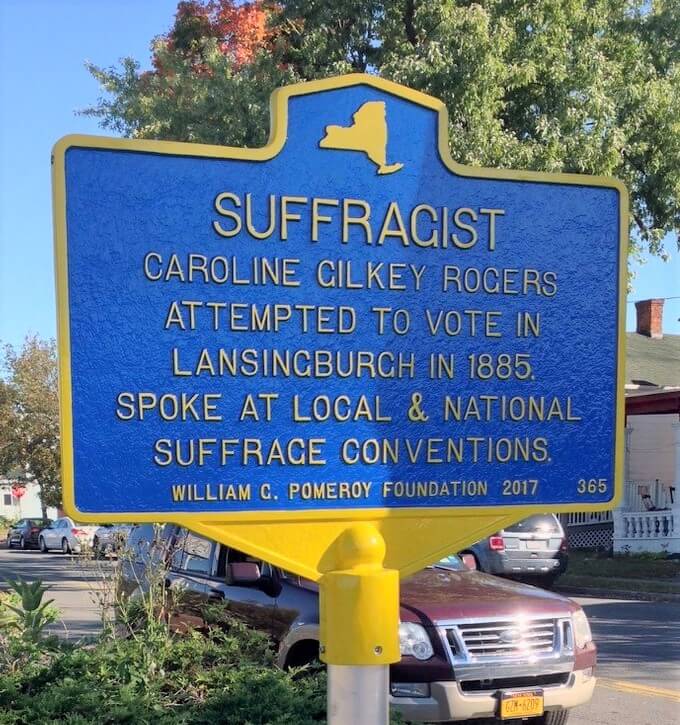 SUFFRAGIST
CAROLINE GILKEY ROGERS
ATTEMPTED TO VOTE IN
LANSINGBURGH IN 1885.
SPOKE AT LOCAL & NATIONAL
SUFFRAGE CONVENTIONS.
WILLIAM G. POMEROY FOUNDATION 2017 365